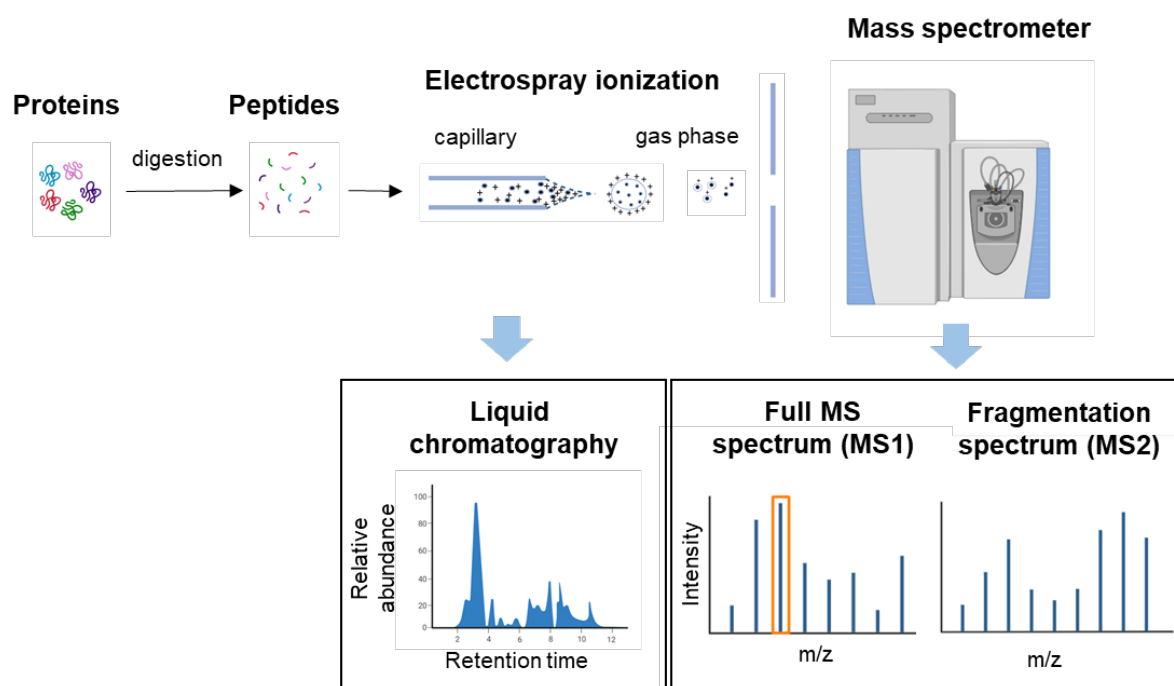 Mass spectrometer
Electrospray ionization
Proteins
Peptides
capillary
gas phase
digestion
Liquid
chromatography
Full MS
spectrum (MS1)
Fragmentation
spectrum (MS2)
Relative
abundance
100
80
60
40
20
0
2 4 6 8 10 12
Retention time
Intensity
m/z
m/z